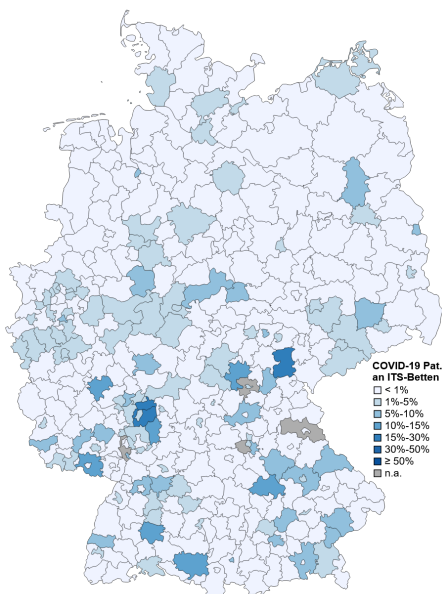 COVID-19 Pat.
an ITS-Betten
< 1%
1%-5%
5%-10%
10%-15%
15%-30%
30%-50%
≥ 50%
n.a.